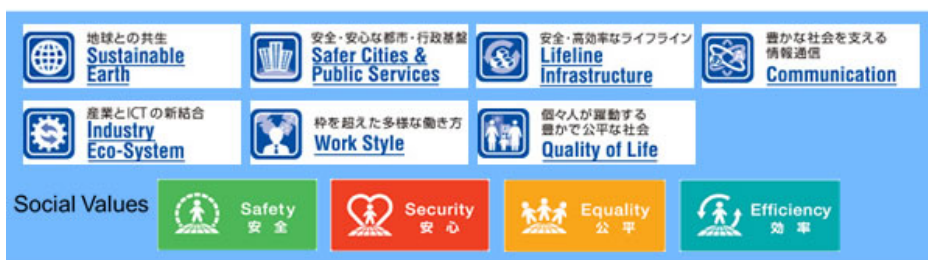 地球との共生
Sustainable
Earth
安全・安心な都市・行政基盤
Safer Cities &
Public Services
安全・高効率なライフライン
Lifeline
Infrastructure
豊かな社会を支える
情報通信
Communication
産業とICTの新結合
Industry
Eco-System
枠を超えた多様な働き方
Work Style
個々人が躍動する
豊かで公平な社会
Quality of Life
Social Values
Safety
安全
Security
安心
Equality
公平
Efficiency
効率